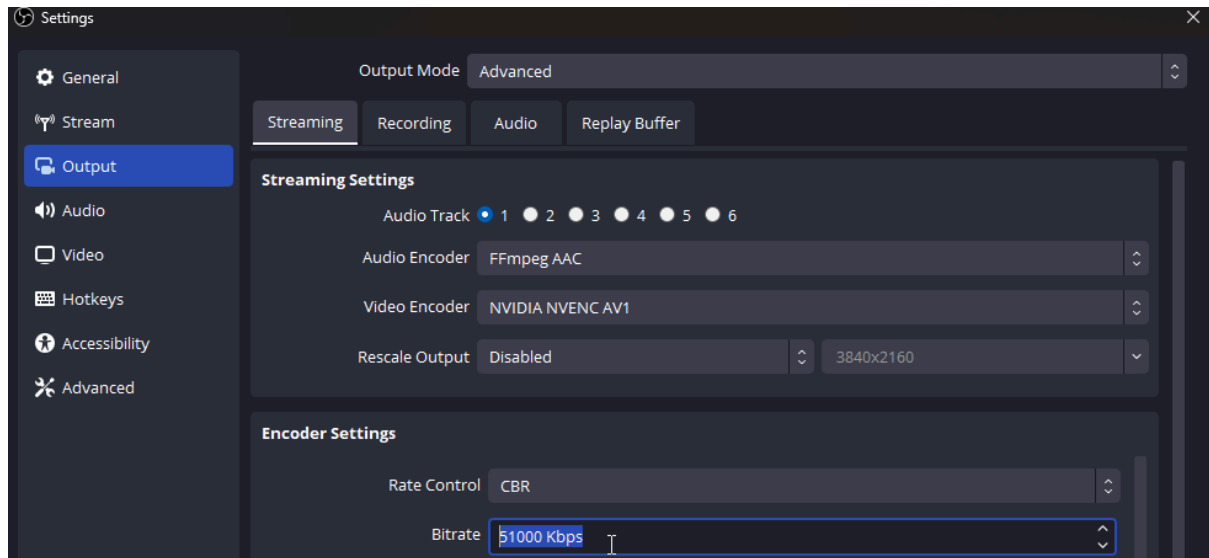 Settings
General
Stream
Output
Audio
Video
Hotkeys
Accessibility
Advanced
Output Mode Advanced
Streaming Recording Audio Replay Buffer
Streaming Settings
Audio Track 1 2 3 4 5 6
Audio Encoder FFmpeg AAC
Video Encoder NVIDIA NVENC AV1
Rescale Output Disabled 3840x2160
Encoder Settings
Rate Control CBR
Bitrate 51000 Kbps